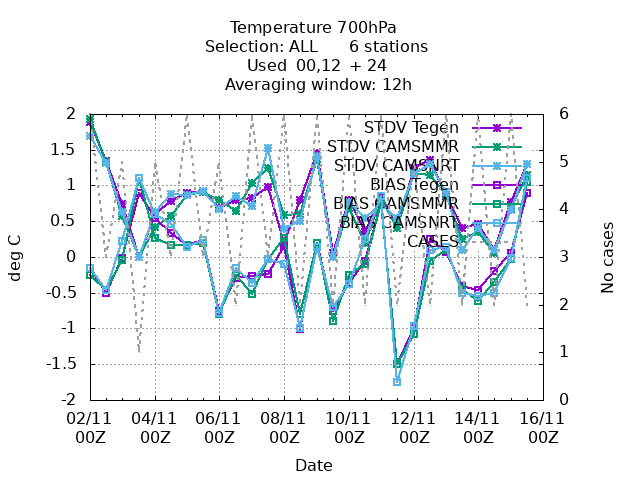 Temperature 700hPa
Selection: ALL 6 stations
Used 00,12 + 24
Averaging window: 12h
2 6
STDV Tegen
STDV CAMSMMR
STDV CAMSNRT
BIAS Tegen
BIAS CAMSMMR
BIAS CAMSNRT
CASES
1.5
1
0.5
0
-0.5
-1
-1.5
-2
5
4
3
2
1
0
deg C
No cases
02/11 04/11 06/11 08/11 10/11 12/11 14/11 16/11
00Z 00Z 00Z 00Z 00Z 00Z 00Z 00Z
Date